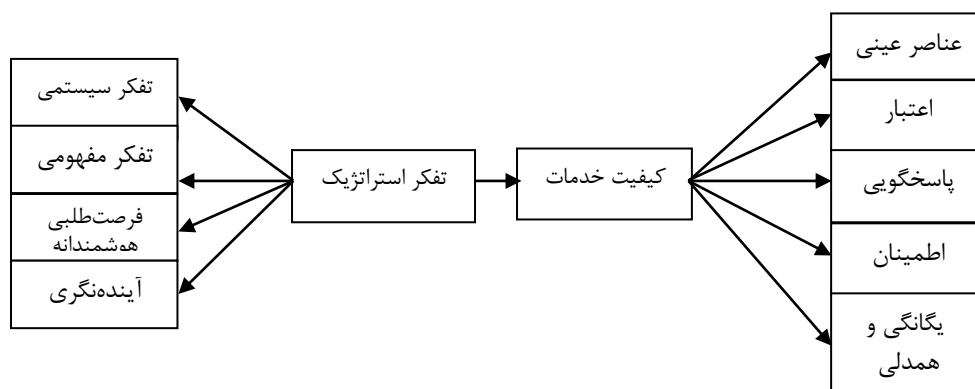 عناصر عینی
اعتبار
پاسخگویی
اطمینان
یگانگی و
همدلی
کیفیت خدمات
تفکر استراتژیک
تفکر سیستمی
تفکر مفهومی
فرصت‌طلبی
هوشمندانه
آینده‌نگری